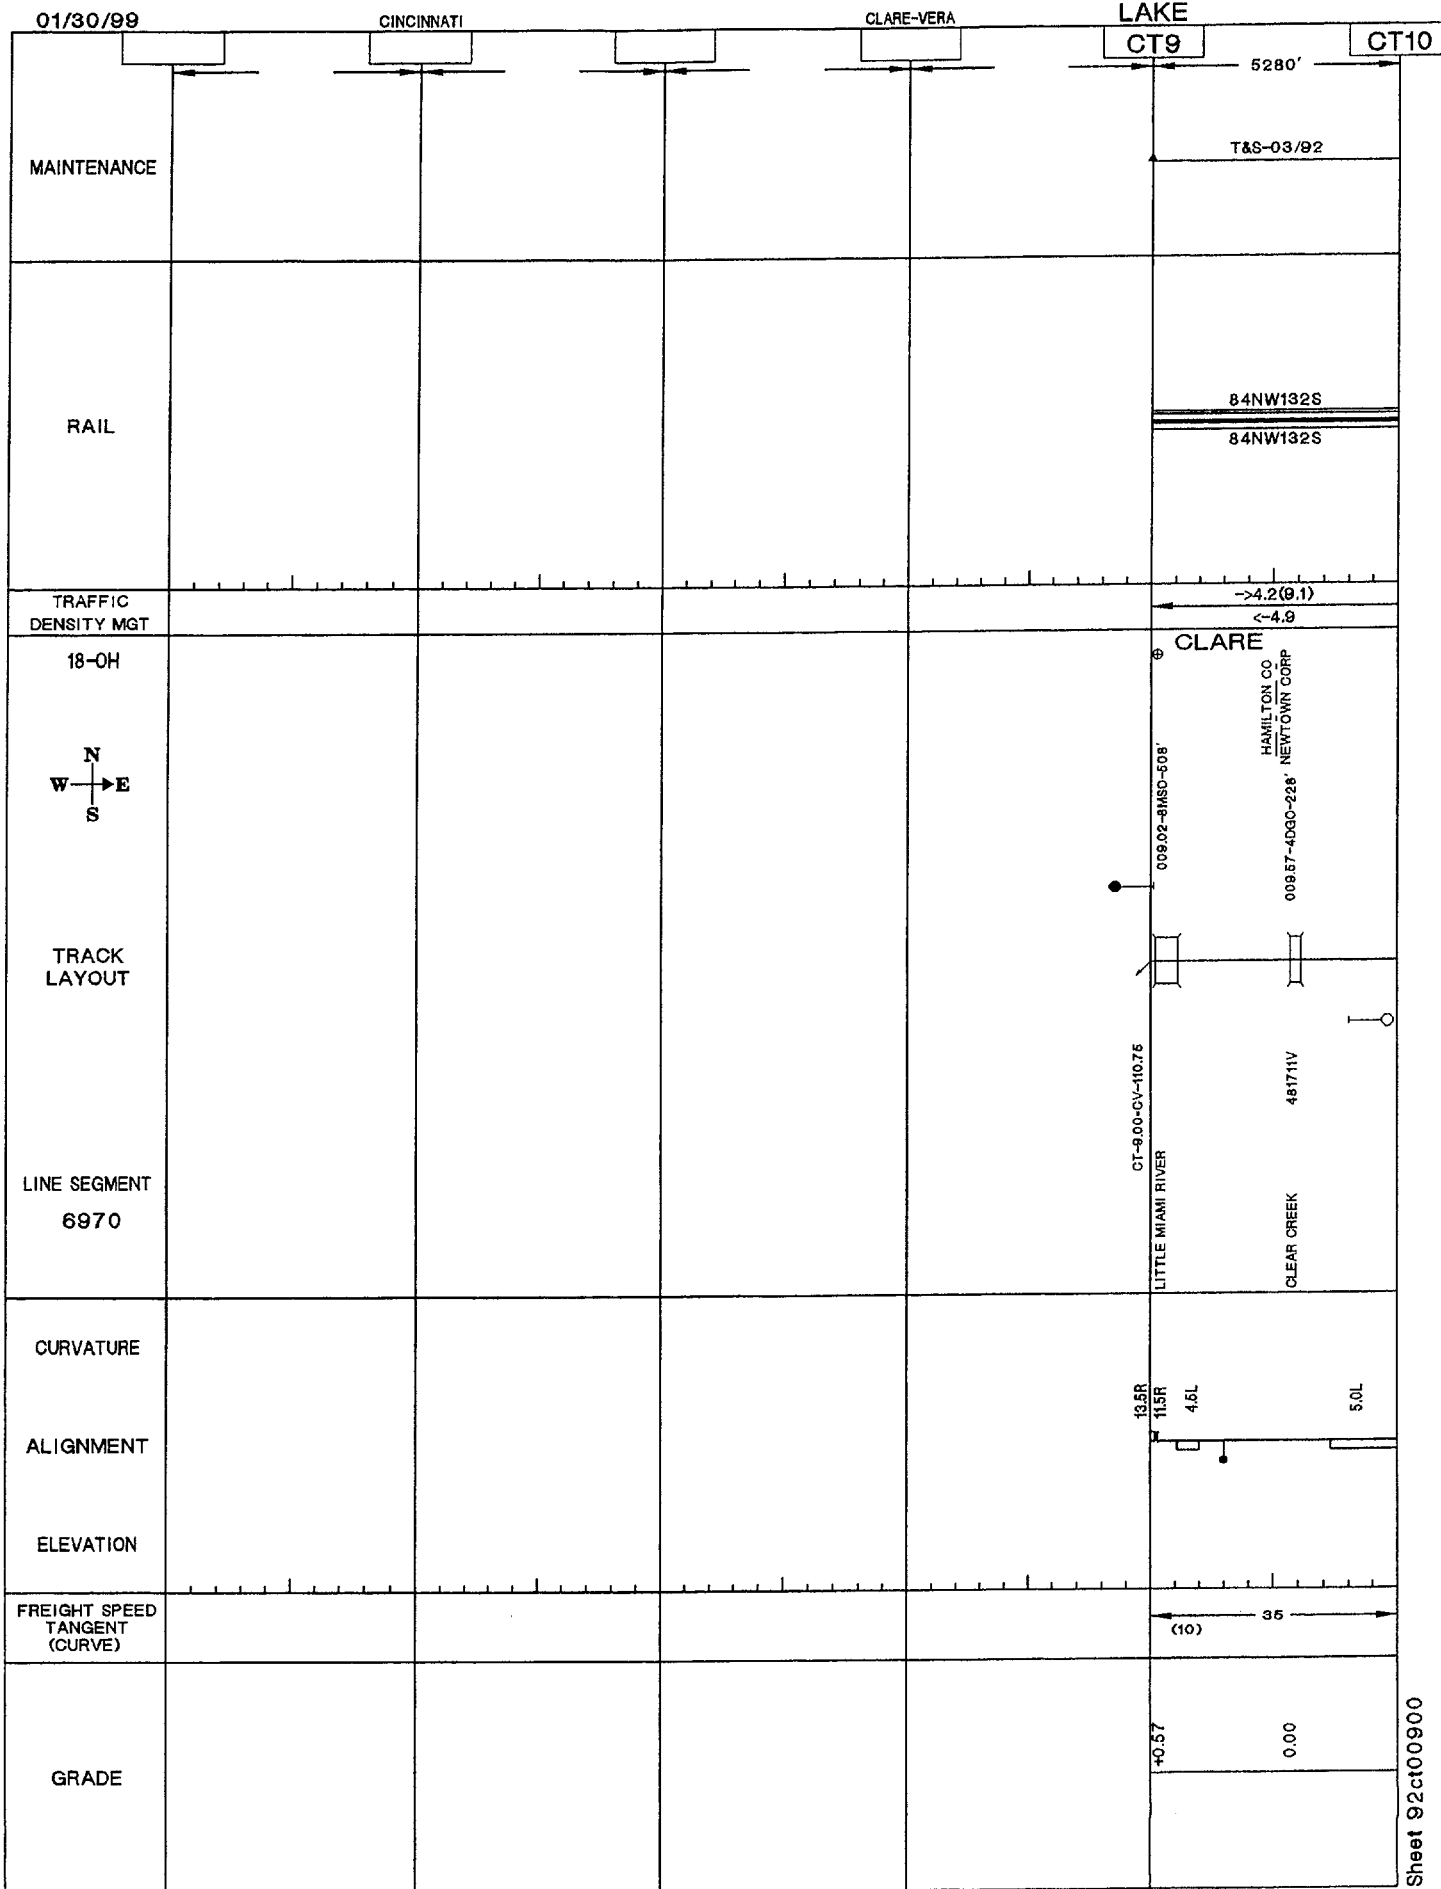 01/30/99
CINCINNATI
CLARE-VERA
LAKE
CT9
CT10
5280'
MAINTENANCE
T&S-03/92
RAIL
84NW132S
84NW132S
TRAFFIC
DENSITY MGT
->4.2(9.1)
<-4.9
18-OH
CLARE
HAMILTON CO
NEWTOWN CORP
N
W E
S
009.02-8MSO-508'
009.57-4DGO-228'
TRACK
LAYOUT
CT-9.00-CV-110.75
481711V
LINE SEGMENT
6970
LITTLE MIAMI RIVER
CLEAR CREEK
CURVATURE
13.5R
11.5R
4.5L
5.0L
ALIGNMENT
ELEVATION
FREIGHT SPEED
TANGENT
(CURVE)
35
(10)
GRADE
+0.57
0.00
Sheet 92ct00900